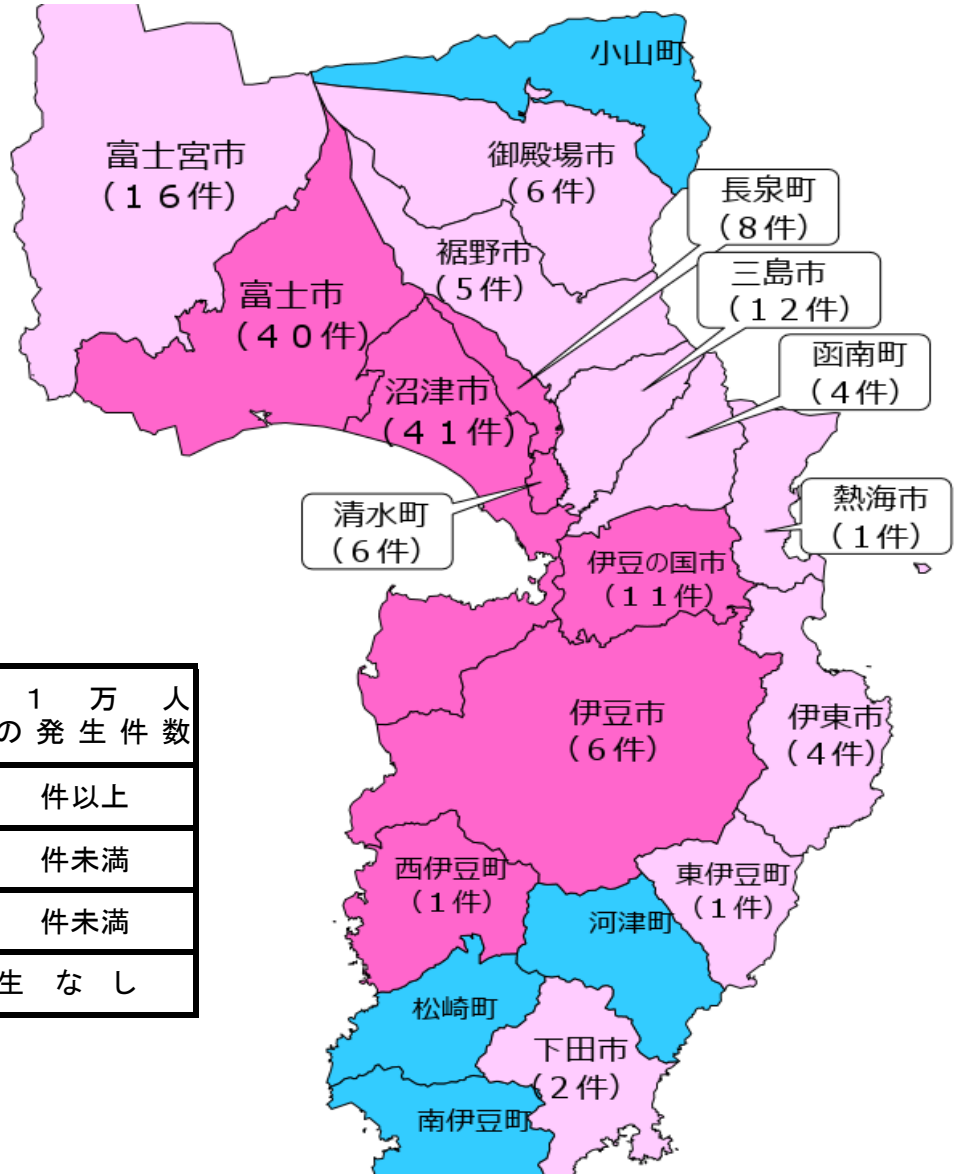 小山町
富士宮市
（１６件）
御殿場市
（６件）
長泉町
（８件）
裾野市
（５件）
三島市
（１２件）
富士市
（４０件）
函南町
（４件）
沼津市
（４１件）
熱海市
（１件）
清水町
（６件）
伊豆の国市
（１１件）
伊豆市
（６件）
伊東市
（４件）
１万人
の発生件数
件以上
件未満
件未満
生なし
西伊豆町
（１件）
東伊豆町
（１件）
河津町
松崎町
下田市
（２件）
南伊豆町